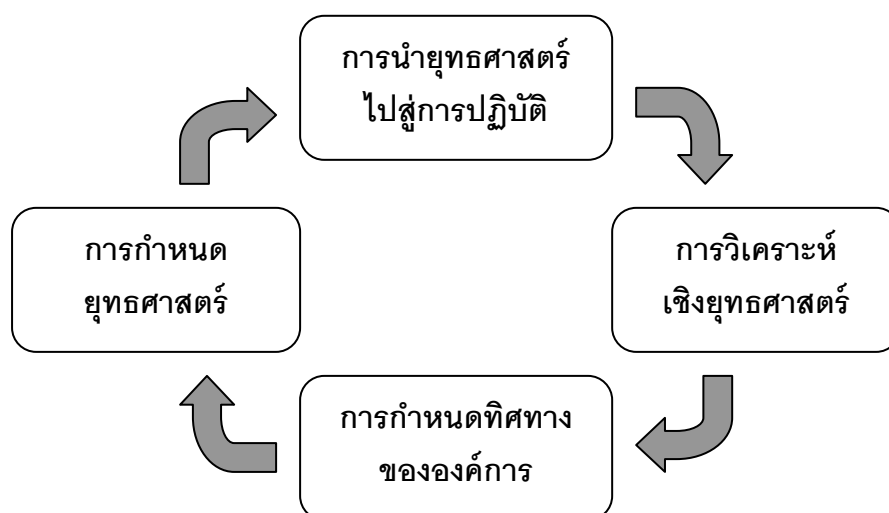 การนำยุทธศาสตร์
ไปสู่การปฏิบัติ
การกำหนด
ยุทธศาสตร์
การวิเคราะห์
เชิงยุทธศาสตร์
การกำหนดทิศทาง
ขององค์การ